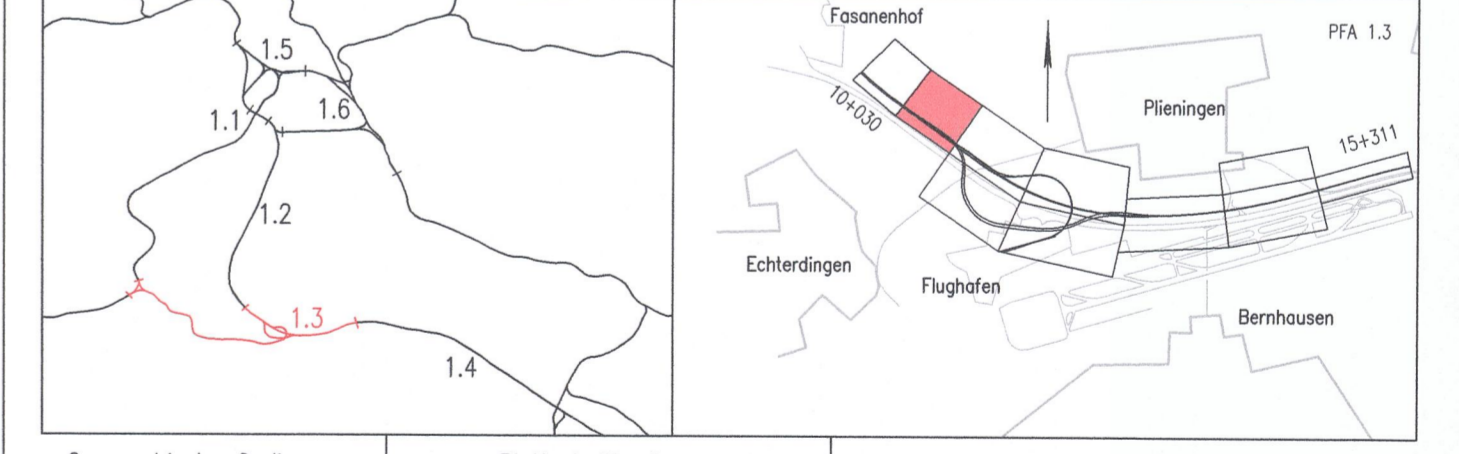 1.5
1.6
1.1
1.2
1.3
1.4
Fasanenhof
PFA 1.3
10+030
Plieningen
15+311
Echterdingen
Flughafen
Bernhausen